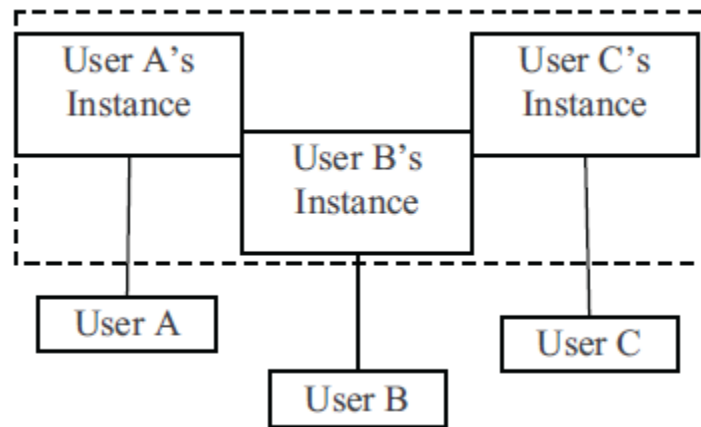 User A’s
Instance
User C’s
Instance
User B’s
Instance
User A
User C
User B